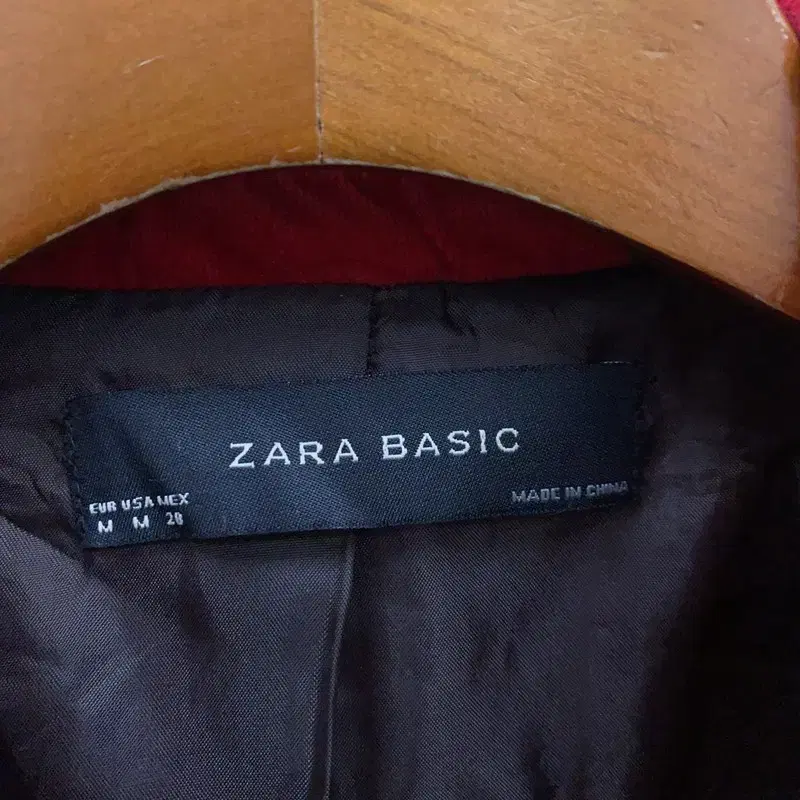 ZARA BASIC
EUR USA MEX
M M 28
MADE IN CHINA